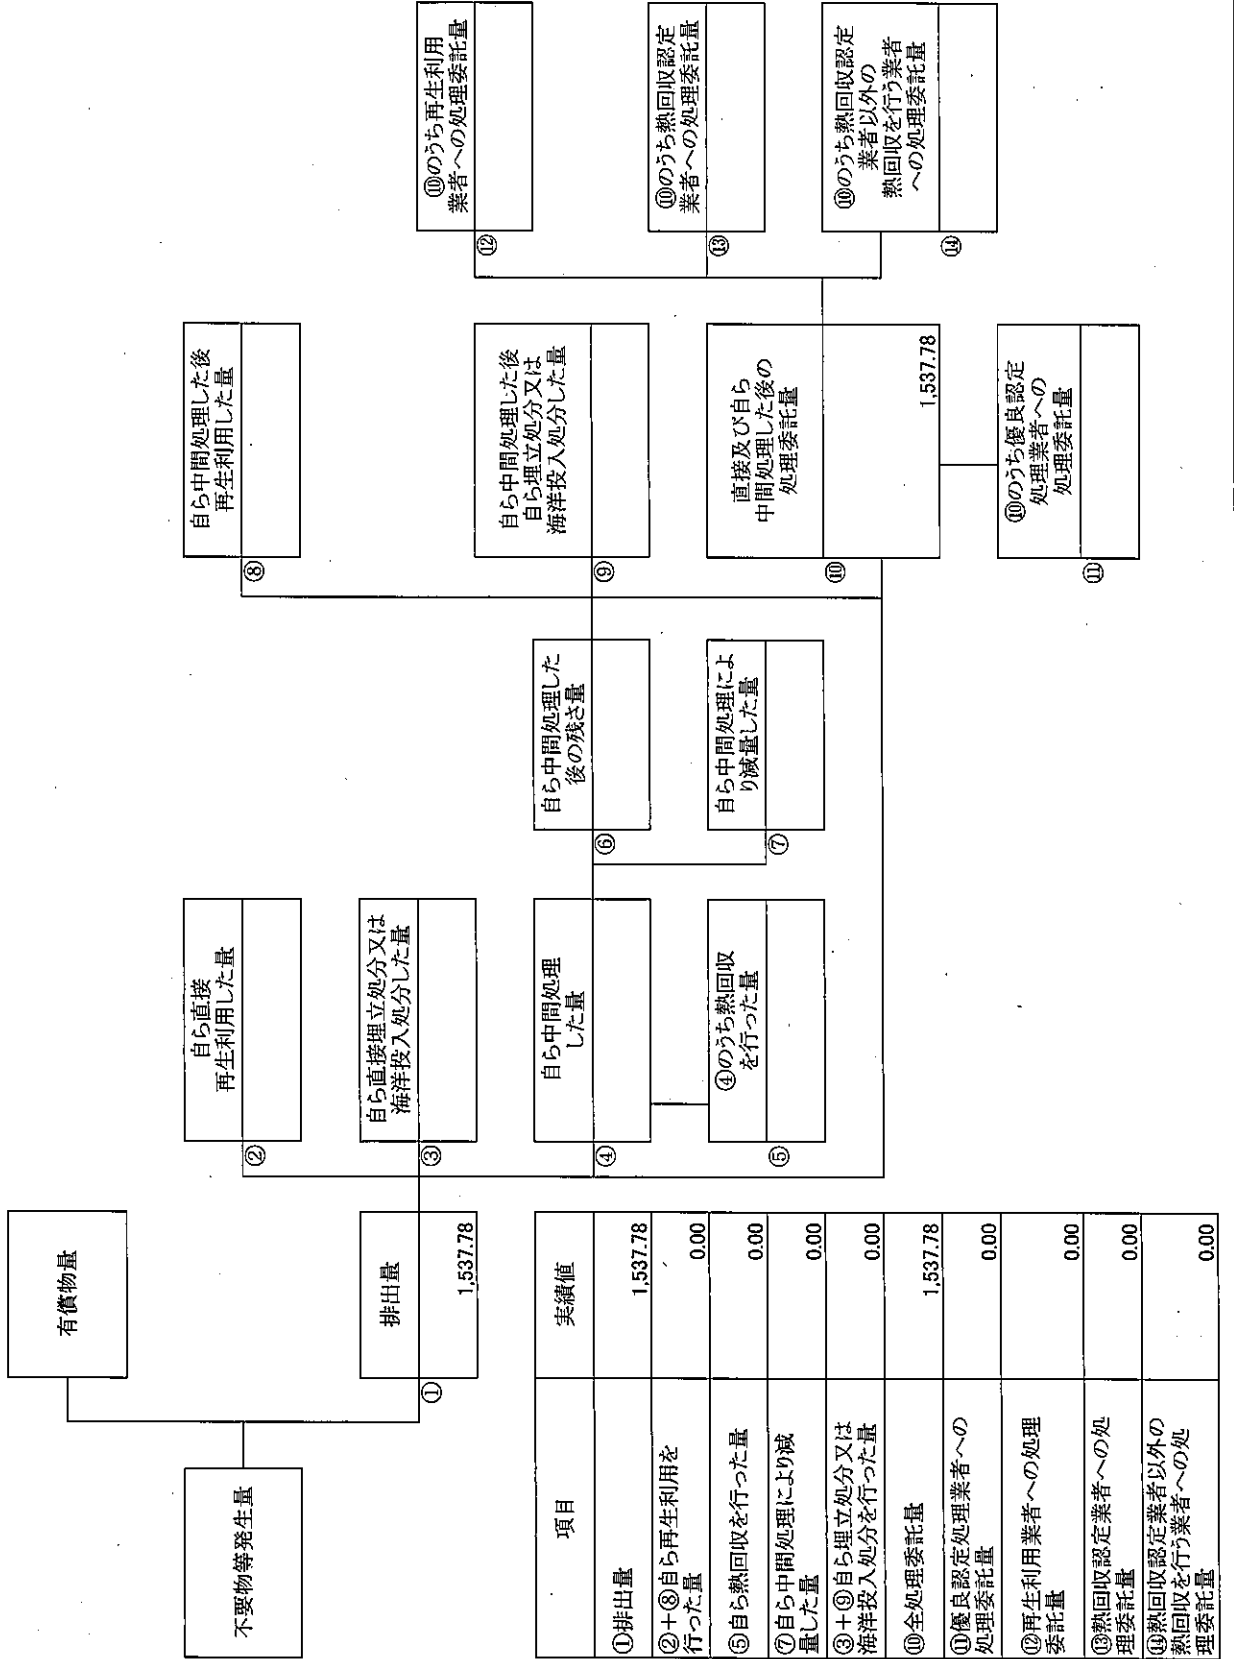 不要物等発生量
有償物量
①
排出量
1,537.78
②
自ら直接
再生利用した量
③
自ら直接埋立処分又は
海洋投入処分した量
④
自ら中間処理
した量
⑤
④のうち熱回収
を行った量
⑥
自ら中間処理した
後の残さ量
⑦
自ら中間処理によ
り減量した量
⑧
自ら中間処理した後
再生利用した量
⑨
自ら中間処理した後
自ら埋立処分又は
海洋投入処分した量
⑩
直接及び自ら
中間処理した後の
処理委託量
1,537.78
⑪
⑩のうち優良認定
処理業者への
処理委託量
⑫
⑩のうち再生利用
業者への処理委託量
⑬
⑩のうち熱回収認定
業者への処理委託量
⑭
⑩のうち熱回収認定
業者以外の
熱回収を行う業者
への処理委託量
項目 実績値
①排出量 1,537.78
②+⑧自ら再生利用を
行った量 0.00
⑤自ら熱回収を行った量 0.00
⑦自ら中間処理により減
量した量 0.00
③+⑨自ら埋立処分又は
海洋投入処分を行った量 0.00
⑩全処理委託量 1,537.78
⑪優良認定処理業者への
処理委託量 0.00
⑫再生利用業者への処理
委託量 0.00
⑬熱回収認定業者への処
理委託量 0.00
⑭熱回収認定業者以外の
熱回収を行う業者への処
理委託量 0.00